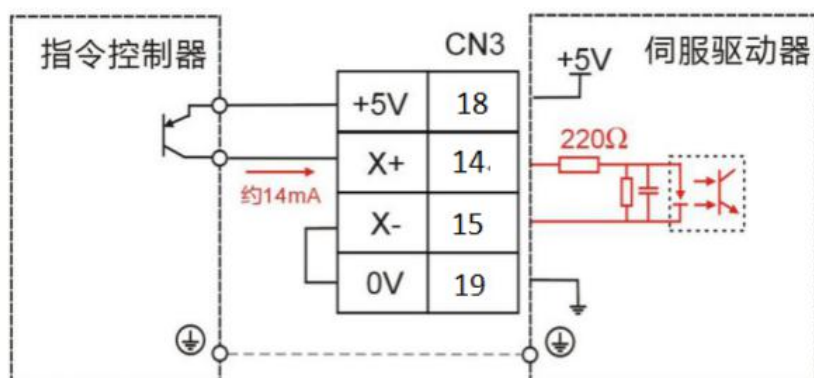 指令控制器
CN3
+5V
伺服驱动器
+5V 18
X+ 14.
220Ω
约14mA
X- 15
0V 19